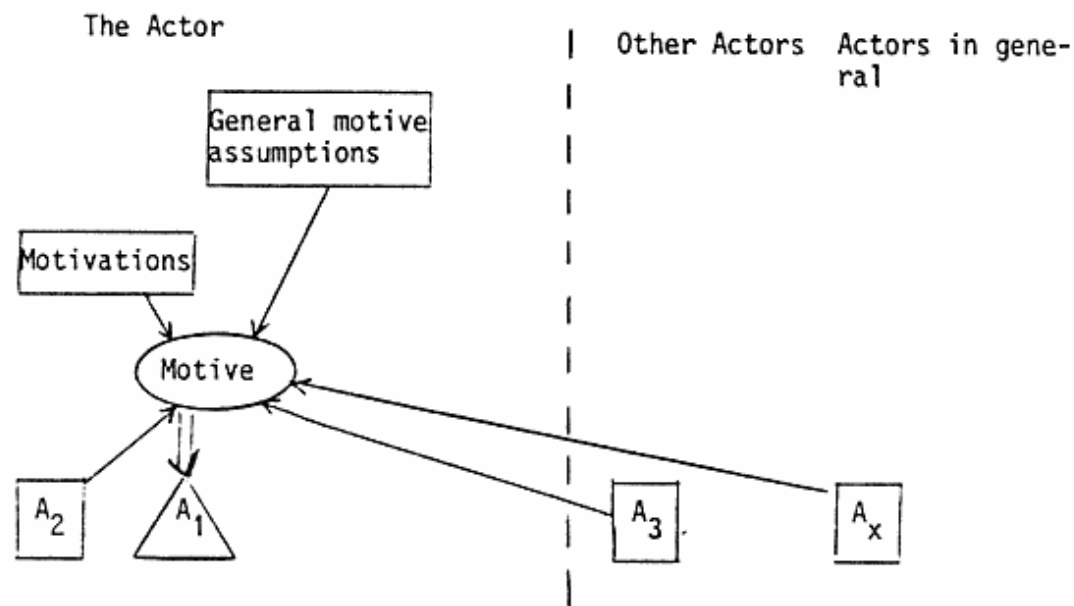 The Actor
Other Actors Actors in gene-
ral
General motive
assumptions
Motivations
Motive
A2
A1
A3
Ax